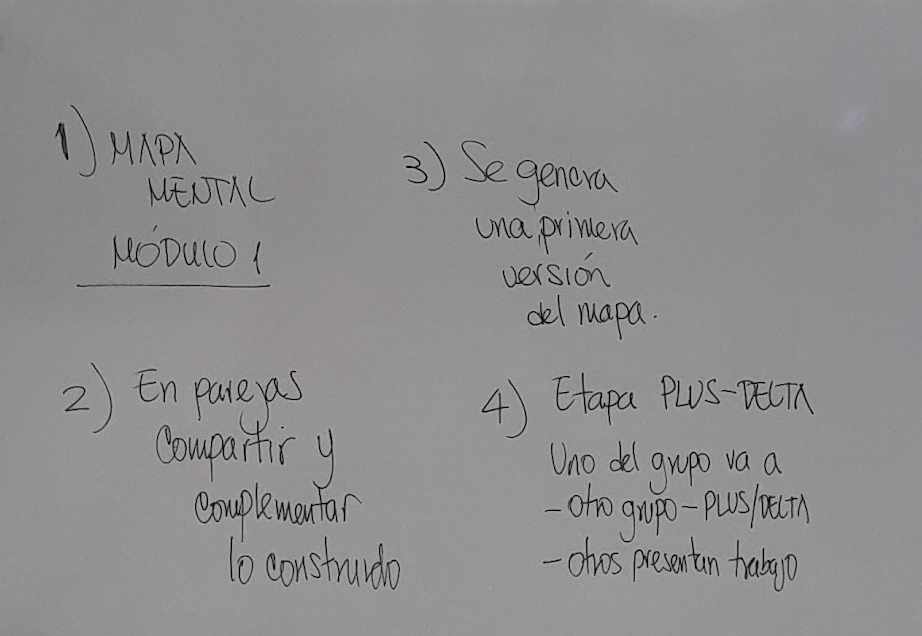 1) MAPA
MENTAL
MÓDULO 1
2) En parejas
Compartir y
complementar
lo construido
3) Se genera
una primera
versión
del mapa.
4) Etapa PLUS-DELTA
Uno del grupo va a
- otro grupo - PLUS/DELTA
- otros presentan trabajo